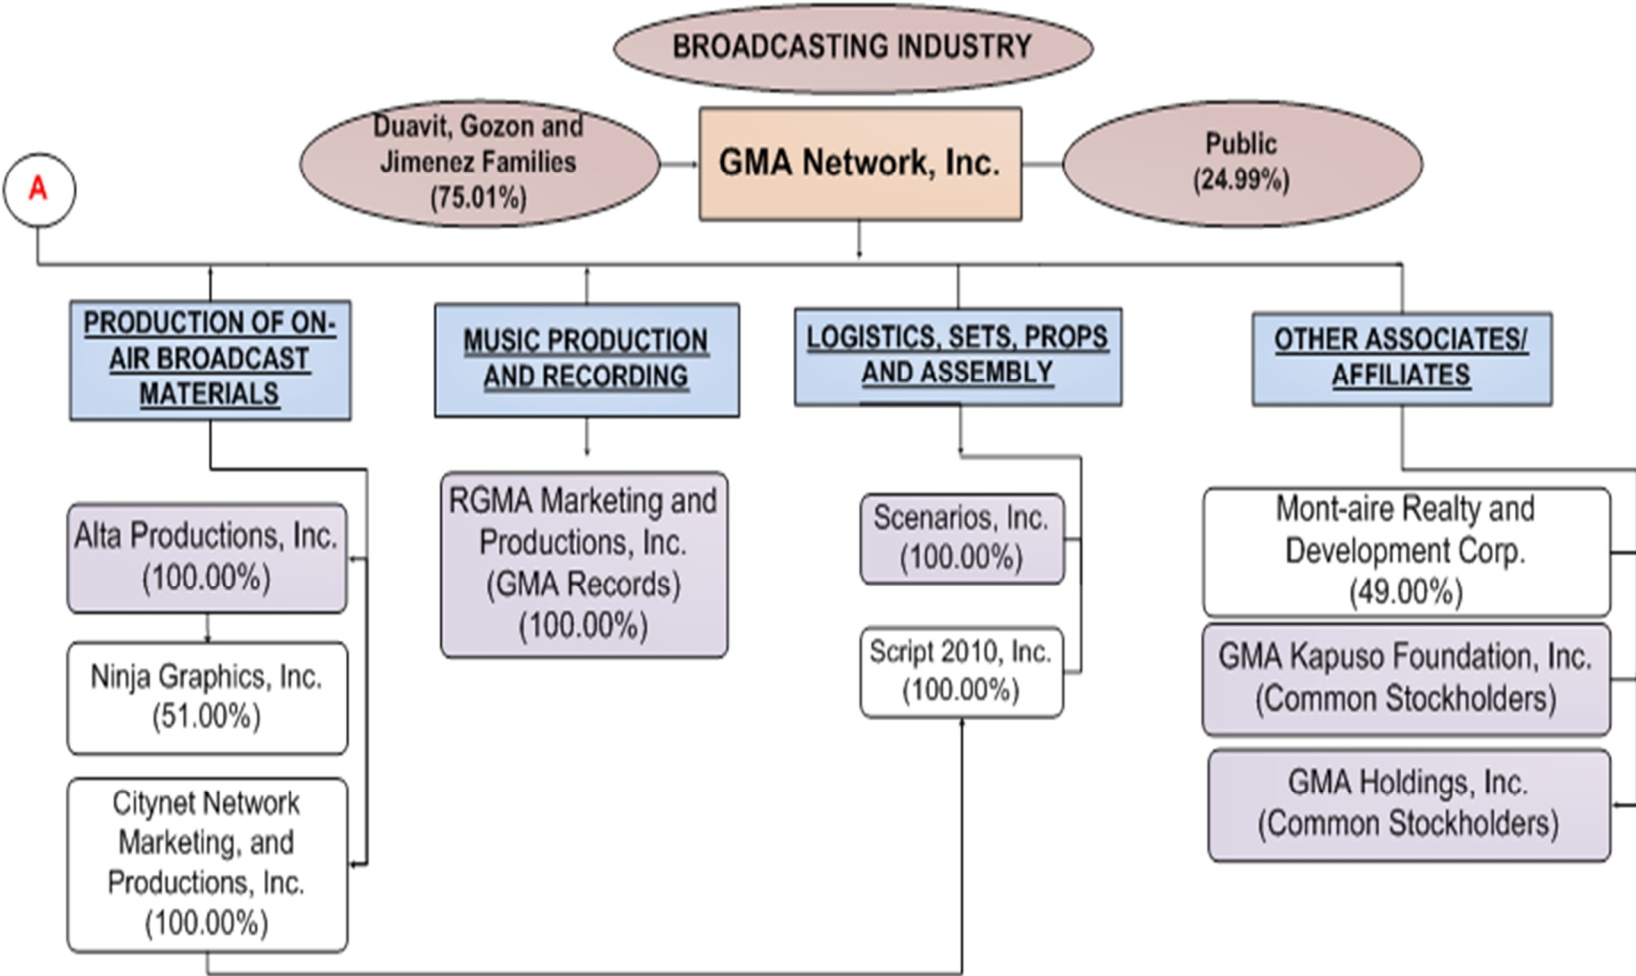 BROADCASTING INDUSTRY
Duavit, Gozon and
Jimenez Families
(75.01%)
GMA Network, Inc.
Public
(24.99%)
A
PRODUCTION OF ON-
AIR BROADCAST
MATERIALS
MUSIC PRODUCTION
AND RECORDING
LOGISTICS, SETS, PROPS
AND ASSEMBLY
OTHER ASSOCIATES/
AFFILIATES
Alta Productions, Inc.
(100.00%)
Ninja Graphics, Inc.
(51.00%)
Citynet Network
Marketing, and
Productions, Inc.
(100.00%)
RGMA Marketing and
Productions, Inc.
(GMA Records)
(100.00%)
Scenarios, Inc.
(100.00%)
Script 2010, Inc.
(100.00%)
Mont-aire Realty and
Development Corp.
(49.00%)
GMA Kapuso Foundation, Inc.
(Common Stockholders)
GMA Holdings, Inc.
(Common Stockholders)